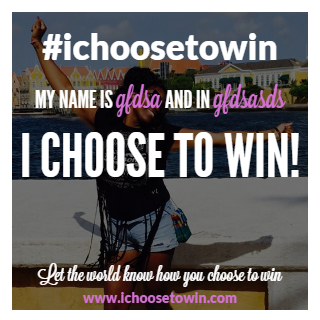 #ichoosetowin
MY NAME IS gfdsa AND IN gfdsasds
I CHOOSE TO WIN!
Let the world know how you choose to win
www.ichoosetowin.com